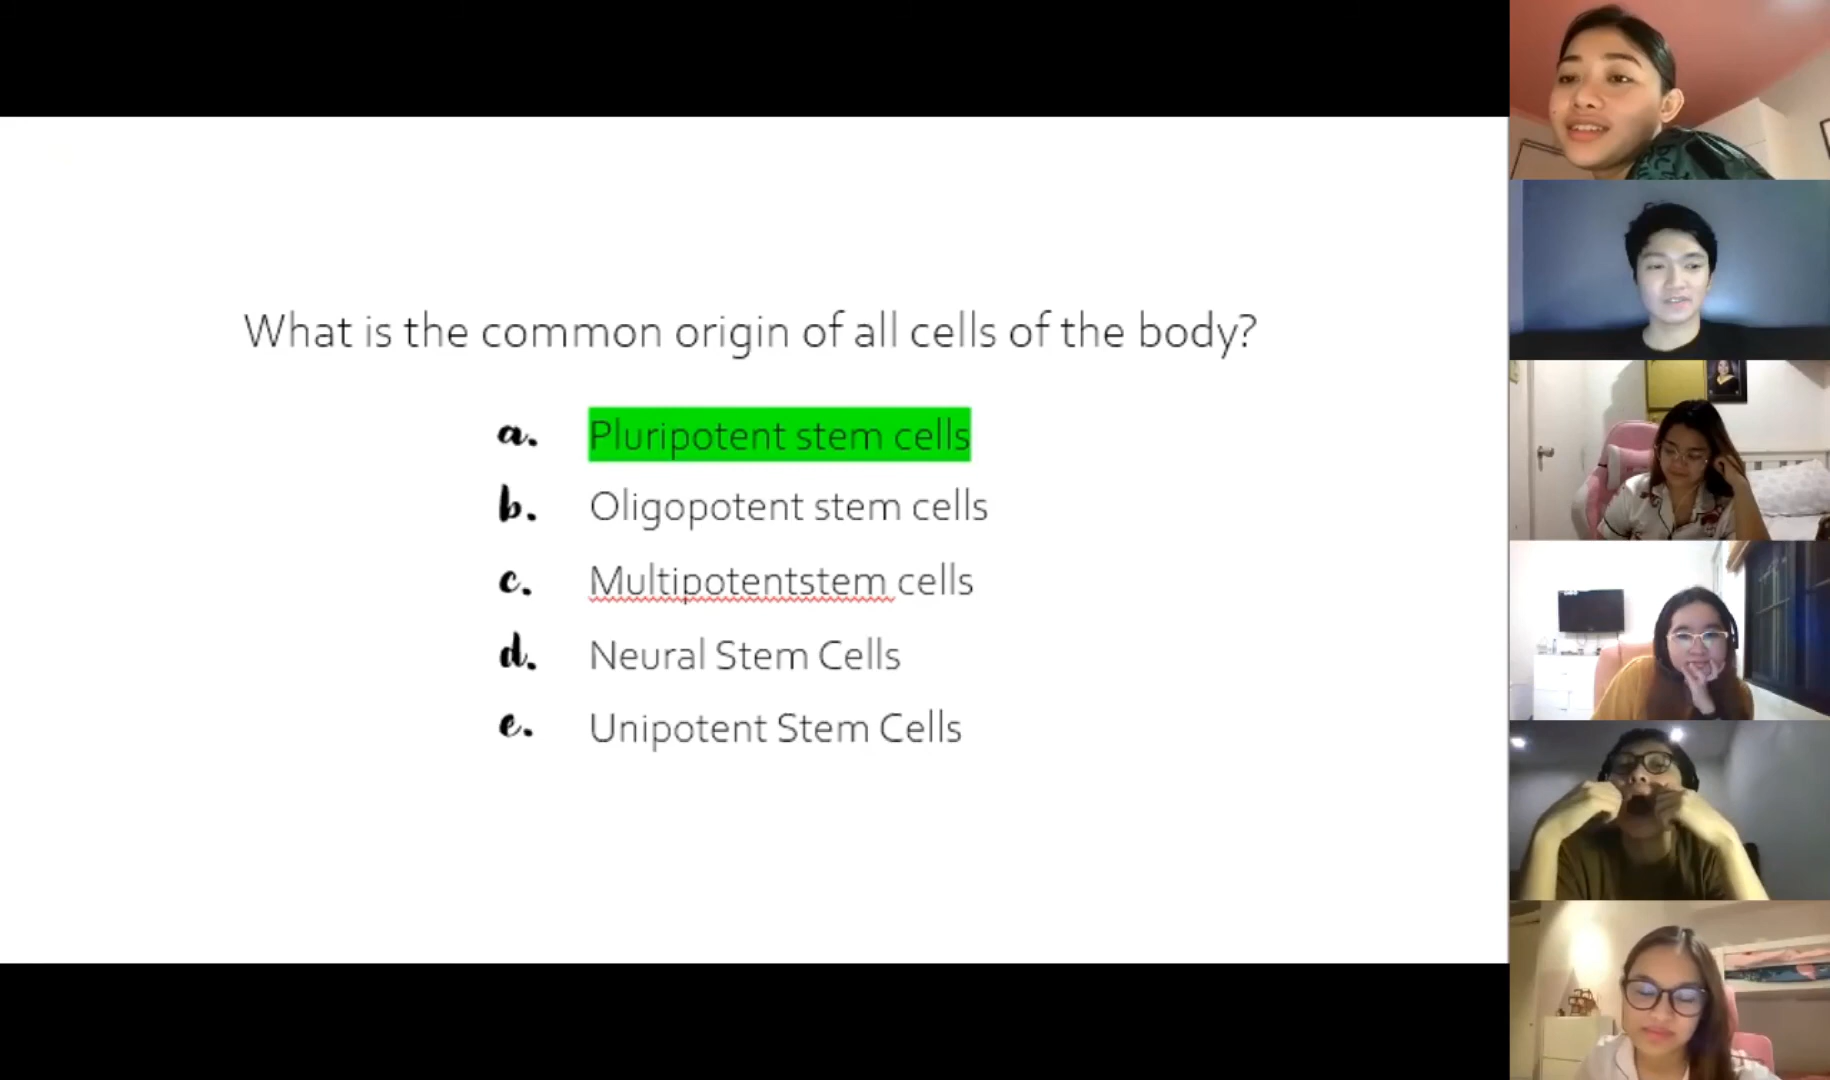 What is the common origin of all cells of the body?
a. Pluripotent stem cells
b. Oligopotent stem cells
c. Multipotentstem cells
d. Neural Stem Cells
e. Unipotent Stem Cells